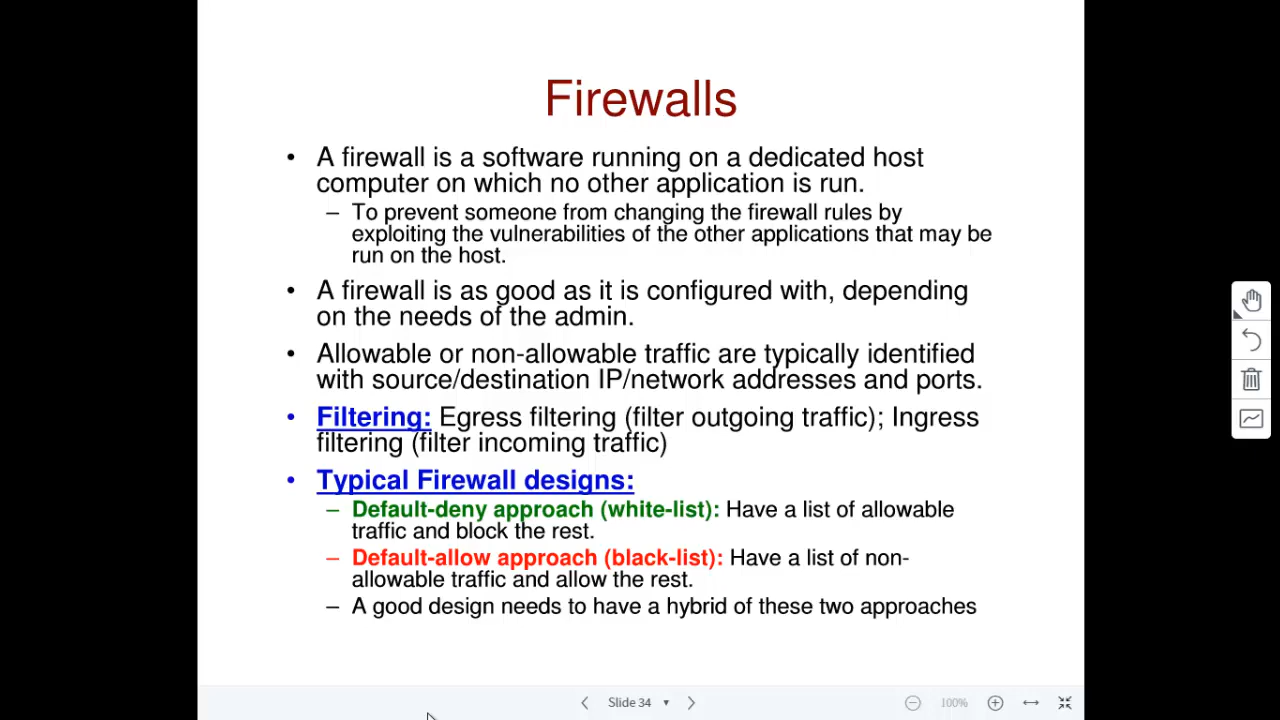 Firewalls
• A firewall is a software running on a dedicated host
computer on which no other application is run.
– To prevent someone from changing the firewall rules by
exploiting the vulnerabilities of the other applications that may be
run on the host.
• A firewall is as good as it is configured with, depending
on the needs of the admin.
• Allowable or non-allowable traffic are typically identified
with source/destination IP/network addresses and ports.
• Filtering: Egress filtering (filter outgoing traffic); Ingress
filtering (filter incoming traffic)
• Typical Firewall designs:
– Default-deny approach (white-list): Have a list of allowable
traffic and block the rest.
– Default-allow approach (black-list): Have a list of non-
allowable traffic and allow the rest.
– A good design needs to have a hybrid of these two approaches
Slide 34
100%